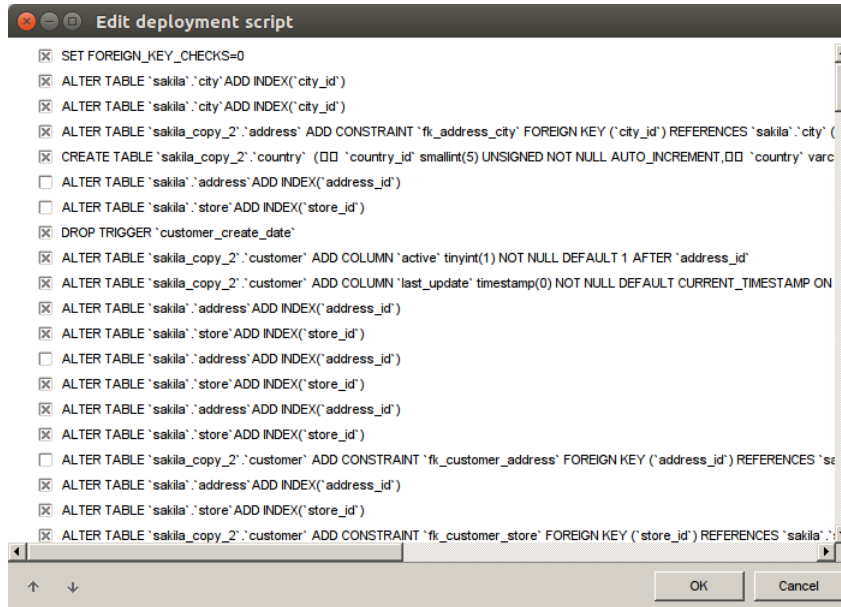 Edit deployment script
SET FOREIGN_KEY_CHECKS=0
ALTER TABLE `sakila`.`city`ADD INDEX(`city_id`)
ALTER TABLE `sakila`.`city`ADD INDEX(`city_id`)
ALTER TABLE `sakila_copy_2`.`address` ADD CONSTRAINT `fk_address_city` FOREIGN KEY (`city_id`) REFERENCES `sakila`.`city` (
CREATE TABLE `sakila_copy_2`.`country`  (□□  `country_id` smallint(5) UNSIGNED NOT NULL AUTO_INCREMENT,□□  `country` varc
ALTER TABLE `sakila`.`address`ADD INDEX(`address_id`)
ALTER TABLE `sakila`.`store`ADD INDEX(`store_id`)
DROP TRIGGER `customer_create_date`
ALTER TABLE `sakila_copy_2`.`customer` ADD COLUMN `active` tinyint(1) NOT NULL DEFAULT 1 AFTER `address_id`
ALTER TABLE `sakila_copy_2`.`customer` ADD COLUMN `last_update` timestamp(0) NOT NULL DEFAULT CURRENT_TIMESTAMP ON
ALTER TABLE `sakila`.`address`ADD INDEX(`address_id`)
ALTER TABLE `sakila`.`store`ADD INDEX(`store_id`)
ALTER TABLE `sakila`.`address`ADD INDEX(`address_id`)
ALTER TABLE `sakila`.`store`ADD INDEX(`store_id`)
ALTER TABLE `sakila`.`address`ADD INDEX(`address_id`)
ALTER TABLE `sakila`.`store`ADD INDEX(`store_id`)
ALTER TABLE `sakila_copy_2`.`customer` ADD CONSTRAINT `fk_customer_address` FOREIGN KEY (`address_id`) REFERENCES `sa
ALTER TABLE `sakila`.`address`ADD INDEX(`address_id`)
ALTER TABLE `sakila`.`store`ADD INDEX(`store_id`)
ALTER TABLE `sakila_copy_2`.`customer` ADD CONSTRAINT `fk_customer_store` FOREIGN KEY (`store_id`) REFERENCES `sakila`.`
OK Cancel